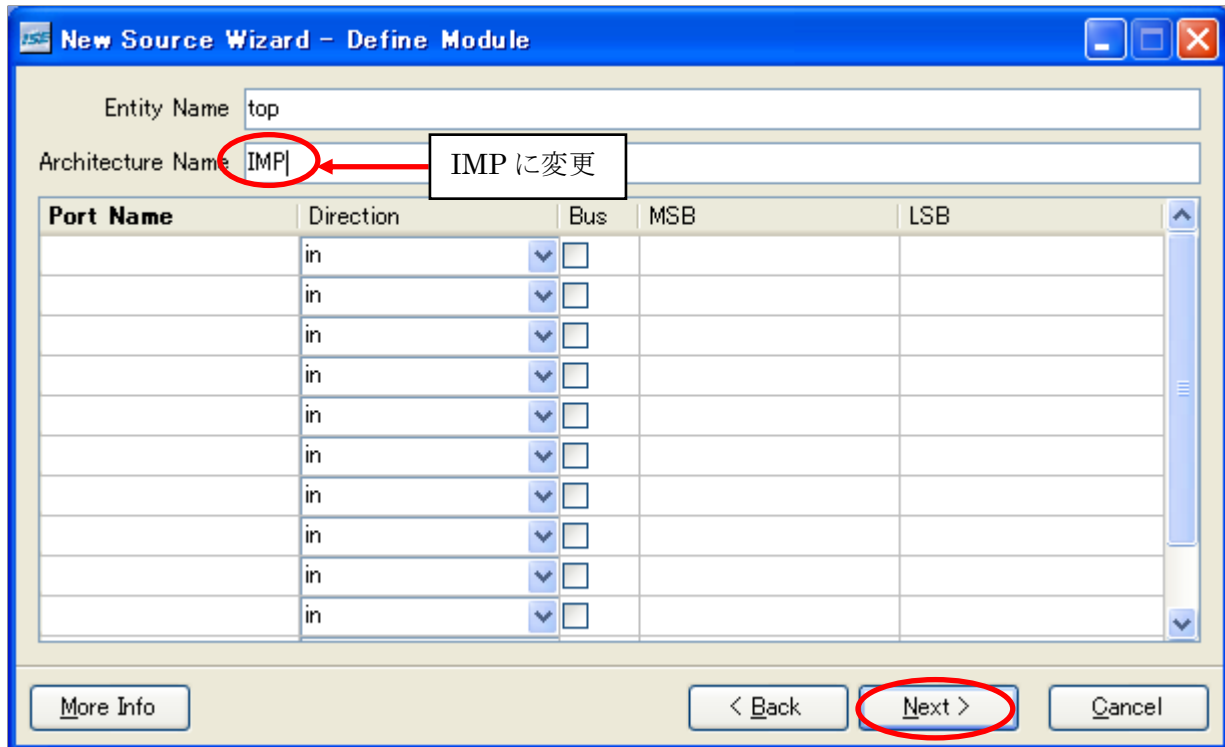 ISE New Source Wizard - Define Module
Entity Name top
Architecture Name IMP
IMP に変更
Port Name Direction Bus MSB LSB
in
in
in
in
in
in
in
in
in
in
More Info < Back Next > Cancel